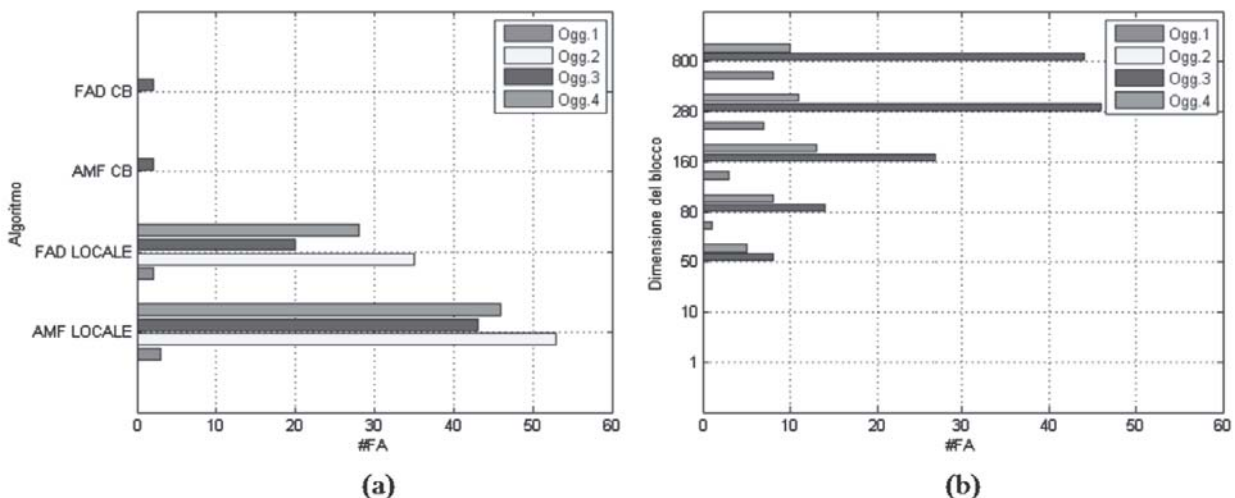 Ogg.1
Ogg.2
Ogg.3
Ogg.4
FAD CB
AMF CB
FAD LOCALE
AMF LOCALE
Algoritmo
0 10 20 30 40 50 60
#FA
(a)
Ogg.1
Ogg.2
Ogg.3
Ogg.4
800
280
160
80
50
10
1
Dimensione del blocco
0 10 20 30 40 50 60
#FA
(b)